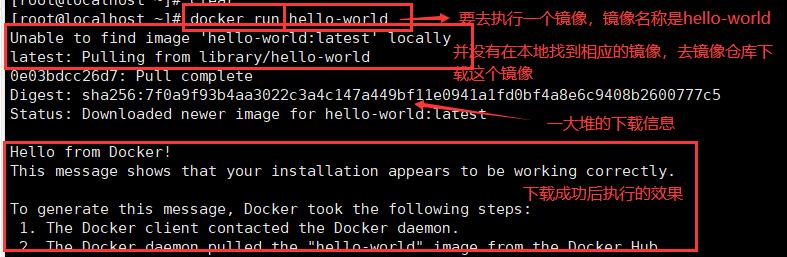 [root@localhost ~]# clear
[root@localhost ~]# docker run hello-world
要去执行一个镜像，镜像名称是hello-world
Unable to find image 'hello-world:latest' locally
latest: Pulling from library/hello-world
并没有在本地找到相应的镜像，去镜像仓库下
载这个镜像
0e03bdcc26d7: Pull complete
Digest: sha256:7f0a9f93b4aa3022c3a4c147a449bf11e0941a1fd0bf4a8e6c9408b2600777c5
Status: Downloaded newer image for hello-world:latest
一大堆的下载信息
Hello from Docker!
This message shows that your installation appears to be working correctly.
下载成功后执行的效果
To generate this message, Docker took the following steps:
1. The Docker client contacted the Docker daemon.
2. The Docker daemon pulled the "hello-world" image from the Docker Hub